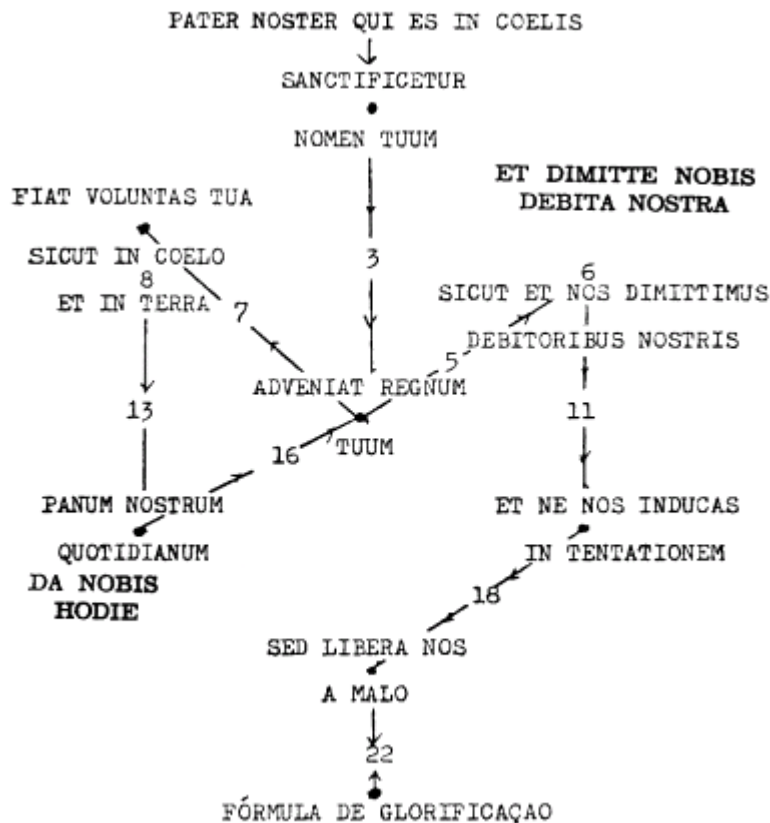 PATER NOSTER QUI ES IN COELIS
SANCTIFICETUR
NOMEN TUUM
ET DIMITTE NOBIS
DEBITA NOSTRA
FIAT VOLUNTAS TUA
SICUT IN COELO
8
ET IN TERRA
7
3
6
SICUT ET NOS DIMITTIMUS
DEBITORIBUS NOSTRIS
5
ADVENIAT REGNUM
TUUM
13
16
11
PANUM NOSTRUM
QUOTIDIANUM
DA NOBIS
HODIE
ET NE NOS INDUCAS
IN TENTATIONEM
18
SED LIBERA NOS
A MALO
22
FÓRMULA DE GLORIFICAÇAO